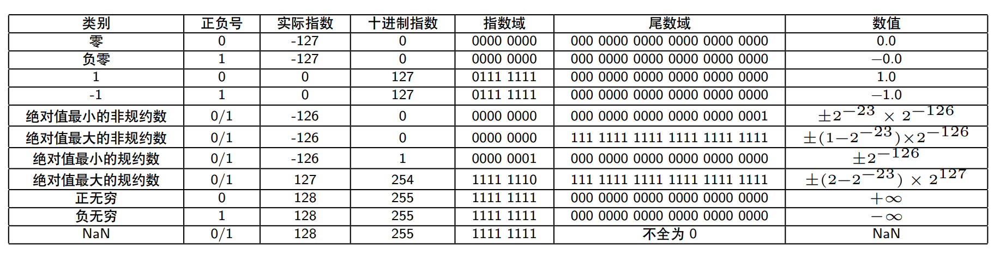 类别 正负号 实际指数 十进制指数 指数域 尾数域 数值
零 0 -127 0 0000 0000 000 0000 0000 0000 0000 0000 0.0
负零 1 -127 0 0000 0000 000 0000 0000 0000 0000 0000 −0.0
1 0 0 127 0111 1111 000 0000 0000 0000 0000 0000 1.0
-1 1 0 127 0111 1111 000 0000 0000 0000 0000 0000 −1.0
绝对值最小的非规约数 0/1 -126 0 0000 0000 000 0000 0000 0000 0000 0001 ±2^−23 × 2^−126
绝对值最大的非规约数 0/1 -126 0 0000 0000 111 1111 1111 1111 1111 1111 ±(1−2^−23)×2^−126
绝对值最小的规约数 0/1 -126 1 0000 0001 000 0000 0000 0000 0000 0000 ±2^−126
绝对值最大的规约数 0/1 127 254 1111 1110 111 1111 1111 1111 1111 1111 ±(2−2^−23) × 2^127
正无穷 0 128 255 1111 1111 000 0000 0000 0000 0000 0000 +∞
负无穷 1 128 255 1111 1111 000 0000 0000 0000 0000 0000 −∞
NaN 0/1 128 255 1111 1111 不全为 0 NaN